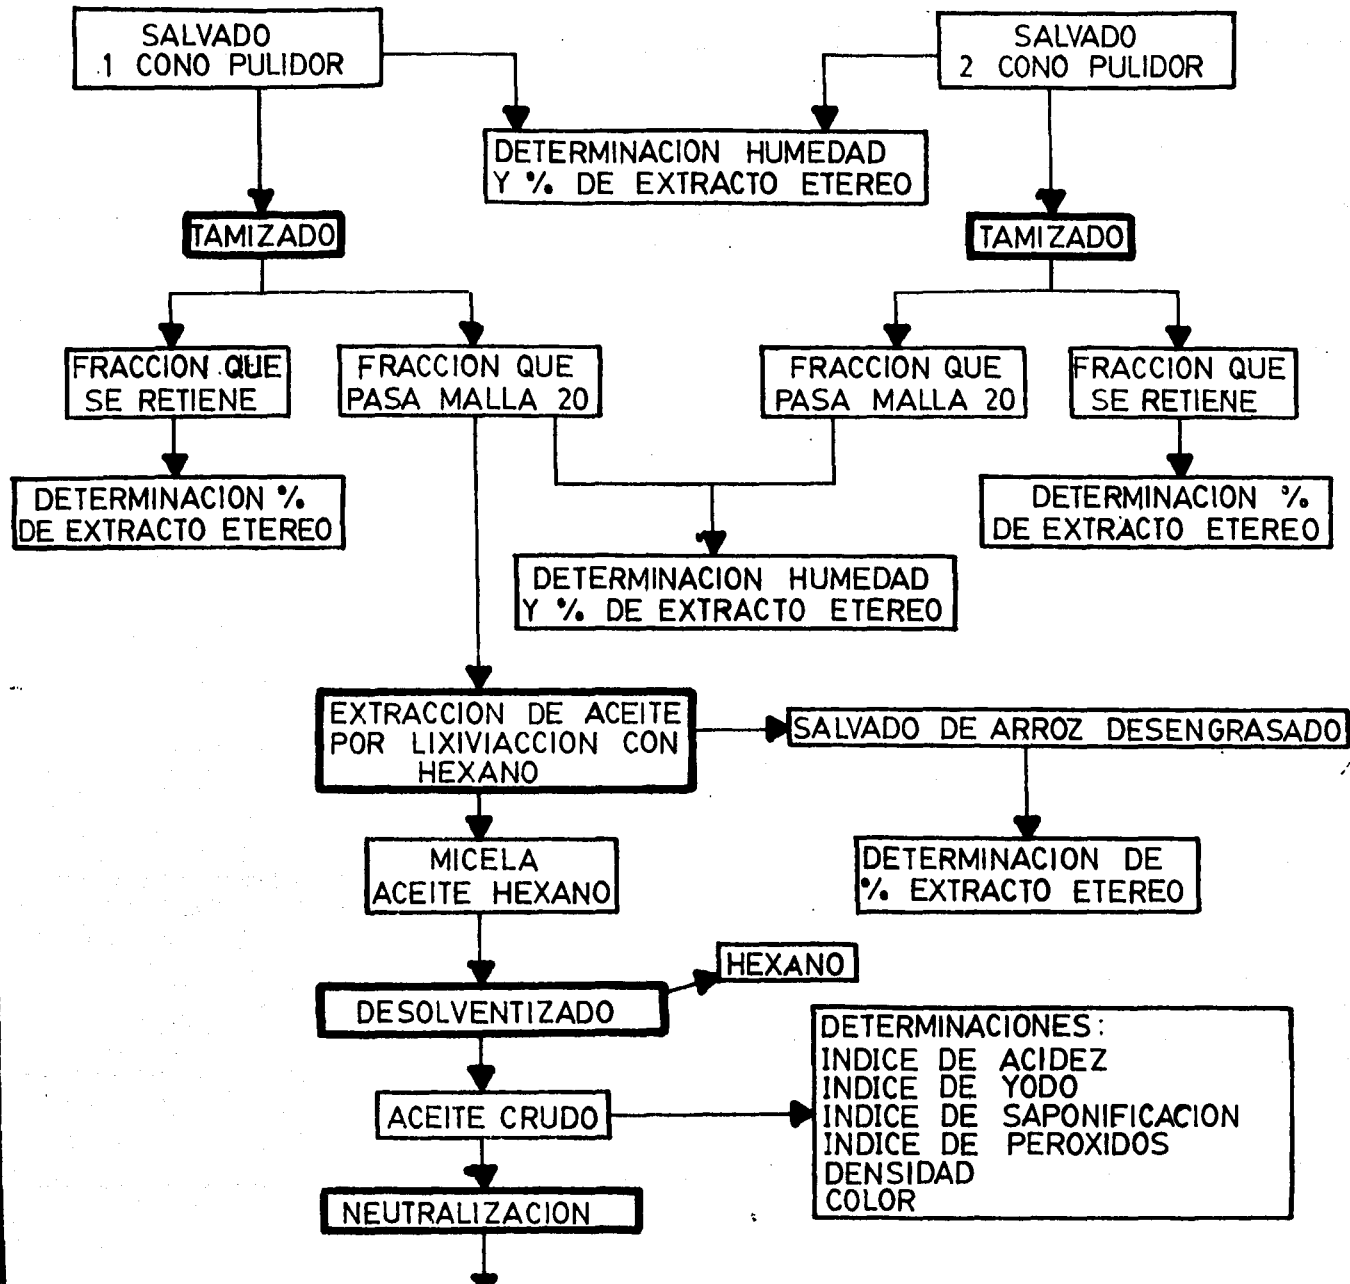 SALVADO
1 CONO PULIDOR
SALVADO
2 CONO PULIDOR
DETERMINACION HUMEDAD
Y % DE EXTRACTO ETEREO
TAMIZADO
TAMIZADO
FRACCION QUE
SE RETIENE
FRACCION QUE
PASA MALLA 20
FRACCION QUE
PASA MALLA 20
FRACCION QUE
SE RETIENE
DETERMINACION %
DE EXTRACTO ETEREO
DETERMINACION %
DE EXTRACTO ETEREO
DETERMINACION HUMEDAD
Y % DE EXTRACTO ETEREO
EXTRACCION DE ACEITE
POR LIXIVIACCION CON
HEXANO
SALVADO DE ARROZ DESENGRASADO
MICELA
ACEITE HEXANO
DETERMINACION DE
% EXTRACTO ETEREO
HEXANO
DESOLVENTIZADO
ACEITE CRUDO
DETERMINACIONES:
INDICE DE ACIDEZ
INDICE DE YODO
INDICE DE SAPONIFICACION
INDICE DE PEROXIDOS
DENSIDAD
COLOR
NEUTRALIZACION